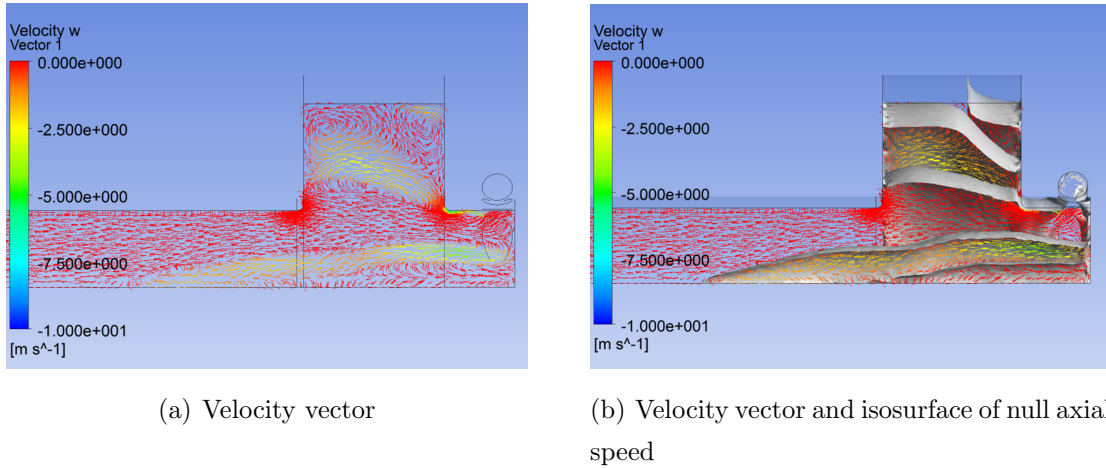 Velocity w
Vector 1
0.000e+000
-2.500e+000
-5.000e+000
-7.500e+000
-1.000e+001
[m s^-1]
(a) Velocity vector
Velocity w
Vector 1
0.000e+000
-2.500e+000
-5.000e+000
-7.500e+000
-1.000e+001
[m s^-1]
(b) Velocity vector and isosurface of null axial
speed